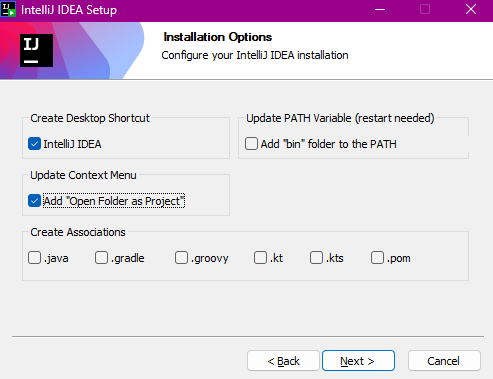 IntelliJ IDEA Setup
IJ
Installation Options
Configure your IntelliJ IDEA installation
Create Desktop Shortcut
IntelliJ IDEA
Update PATH Variable (restart needed)
Add "bin" folder to the PATH
Update Context Menu
Add "Open Folder as Project"
Create Associations
.java .gradle .groovy .kt .kts .pom
< Back Next > Cancel